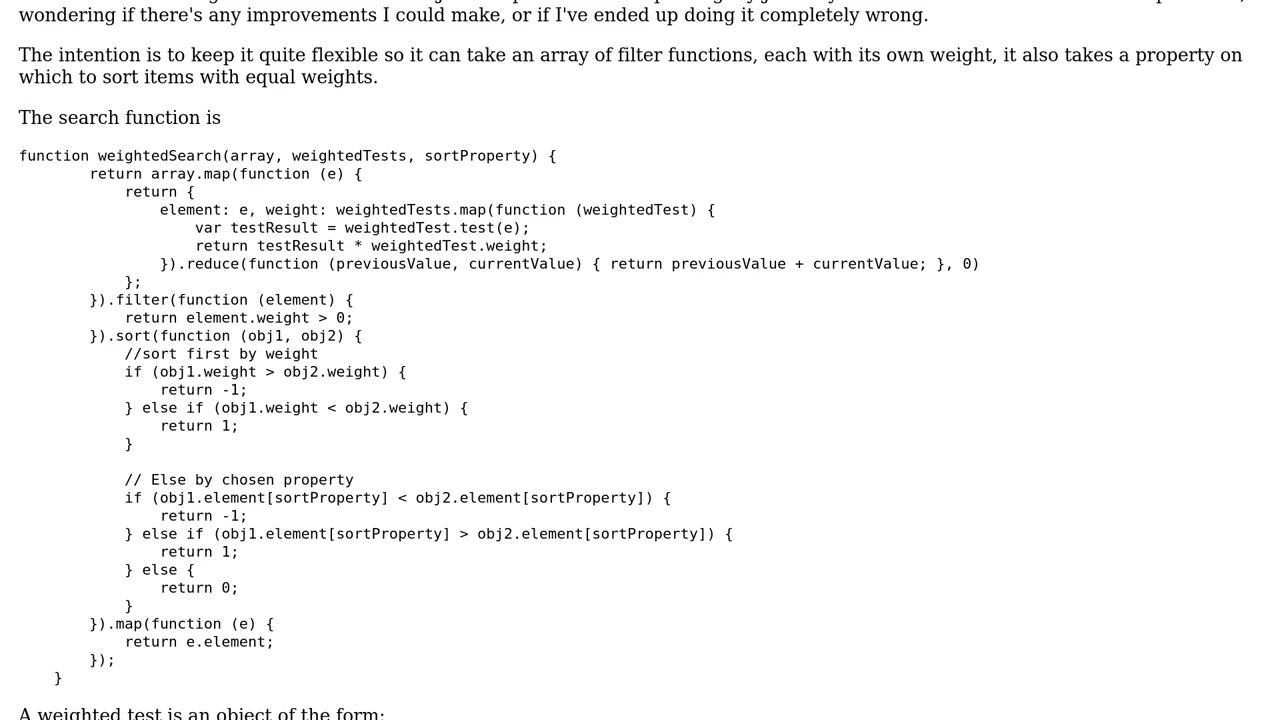 wondering if there's any improvements I could make, or if I've ended up doing it completely wrong.
The intention is to keep it quite flexible so it can take an array of filter functions, each with its own weight, it also takes a property on
which to sort items with equal weights.
The search function is
function weightedSearch(array, weightedTests, sortProperty) {
        return array.map(function (e) {
            return {
                element: e, weight: weightedTests.map(function (weightedTest) {
                    var testResult = weightedTest.test(e);
                    return testResult * weightedTest.weight;
                }).reduce(function (previousValue, currentValue) { return previousValue + currentValue; }, 0)
            };
        }).filter(function (element) {
            return element.weight > 0;
        }).sort(function (obj1, obj2) {
            //sort first by weight
            if (obj1.weight > obj2.weight) {
                return -1;
            } else if (obj1.weight < obj2.weight) {
                return 1;
            }
            // Else by chosen property
            if (obj1.element[sortProperty] < obj2.element[sortProperty]) {
                return -1;
            } else if (obj1.element[sortProperty] > obj2.element[sortProperty]) {
                return 1;
            } else {
                return 0;
            }
        }).map(function (e) {
            return e.element;
        });
    }
A weighted test is an object of the form: